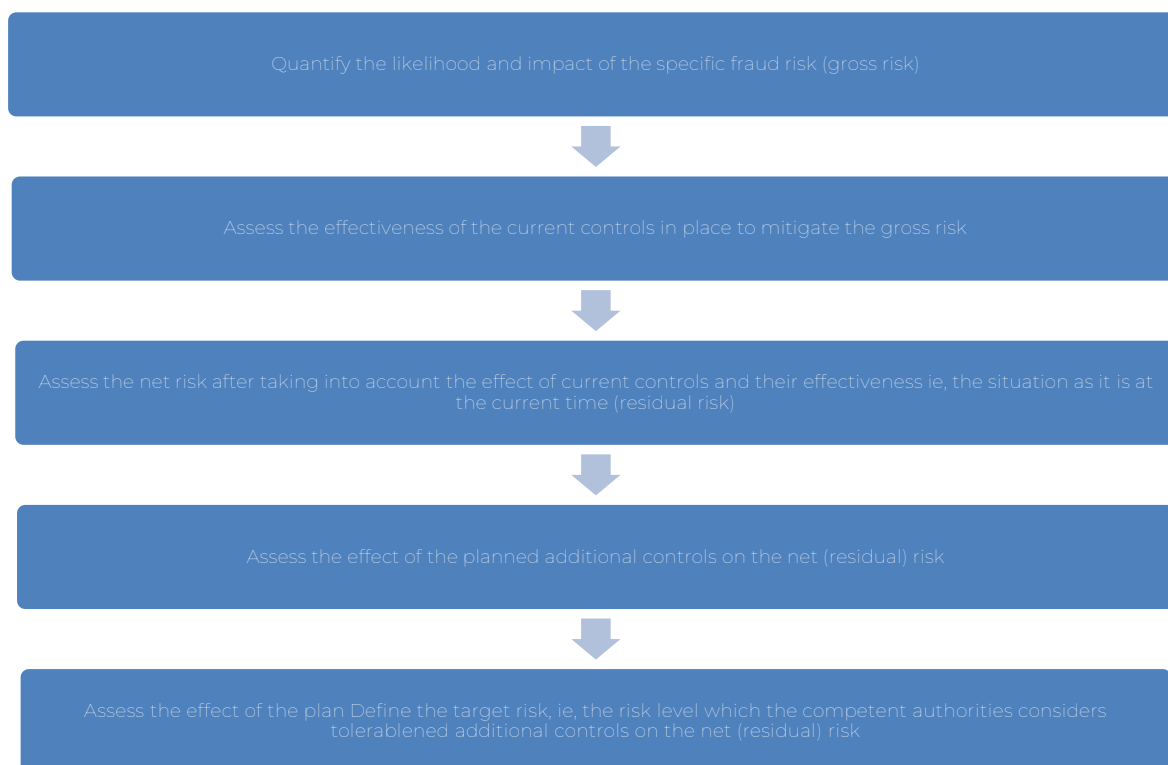 Quantify the likelihood and impact of the specific fraud risk (gross risk)
Assess the effectiveness of the current controls in place to mitigate the gross risk
Assess the net risk after taking into account the effect of current controls and their effectiveness ie, the situation as it is at
the current time (residual risk)
Assess the effect of the planned additional controls on the net (residual) risk
Assess the effect of the plan Define the target risk, ie, the risk level which the competent authorities considers
tolerablened additional controls on the net (residual) risk